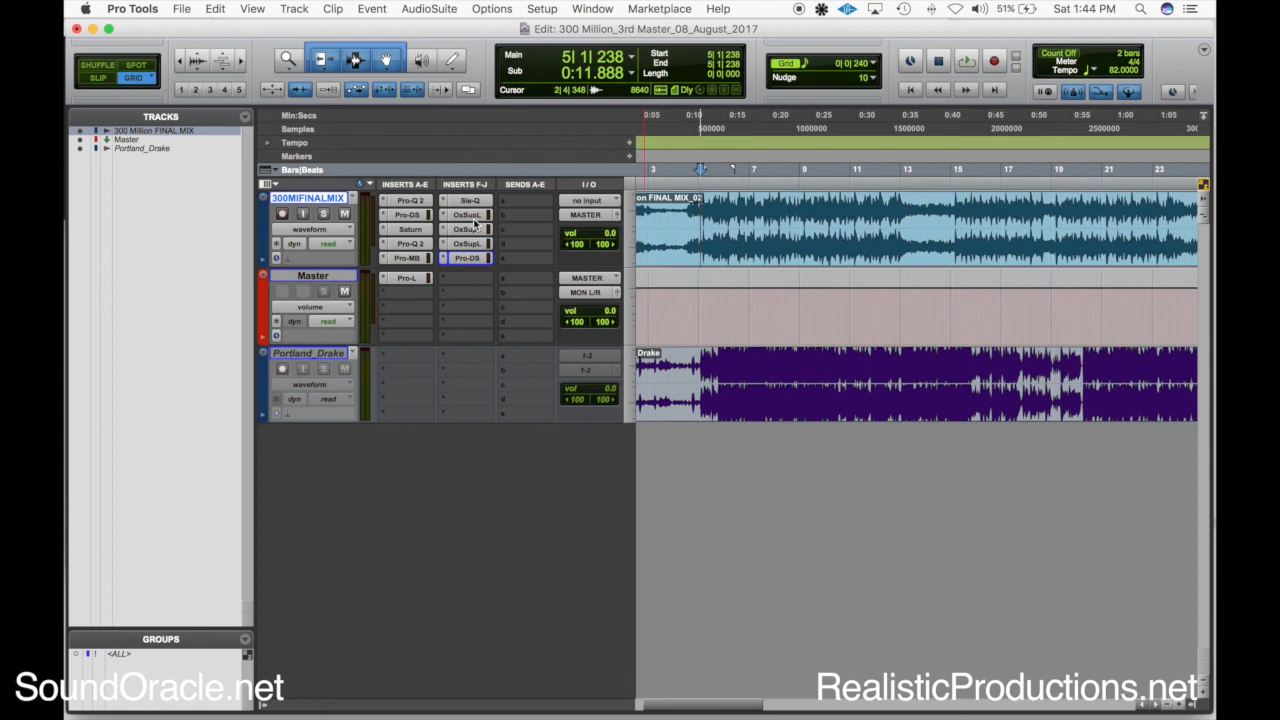 Pro Tools File Edit View Track Clip Event AudioSuite Options Setup Window Marketplace Help 51% Sat 1:44 PM
Edit: 300 Million_3rd Master_08_August_2017
SHUFFLE SPOT
SLIP GRID
1 2 3 4 5
Main 5| 1| 238
Sub 0:11.888
Start 5| 1| 238
End 5| 1| 238
Length 0| 0| 000
Cursor 2| 4| 348 8640 Dly
Grid 0| 0| 240
Nudge 10
Count Off 2 bars
Meter 4/4
Tempo 82.0000
TRACKS
300 Million FINAL MIX
Master
Portland_Drake
Min:Secs 0:05 0:10 0:15 0:20 0:25 0:30 0:35 0:40 0:45 0:50 0:55 1:00 1:05
Samples 500000 1000000 1500000 2000000 2500000 300
Tempo
Markers
Bars|Beats 3 7 9 11 13 15 17 19 21 23
INSERTS A-E INSERTS F-J SENDS A-E I / O
300MIFINALMIX Pro-Q 2 Sie-Q a no input
I S M Pro-DS OxSupL b MASTER
waveform Saturn OxSupL c vol 0.0
dyn read Pro-Q 2 OxSupL d 100 100
Pro-MB Pro-DS e
on FINAL MIX_02
Master Pro-L a MASTER
S M b MON L/R
volume c vol 0.0
dyn read d 100 100
e
Portland_Drake a 1-2
I S M b 1-2
waveform c vol 0.0
dyn read d 100 100
e
Drake
GROUPS
! <ALL>
SoundOracle.net
RealisticProductions.net